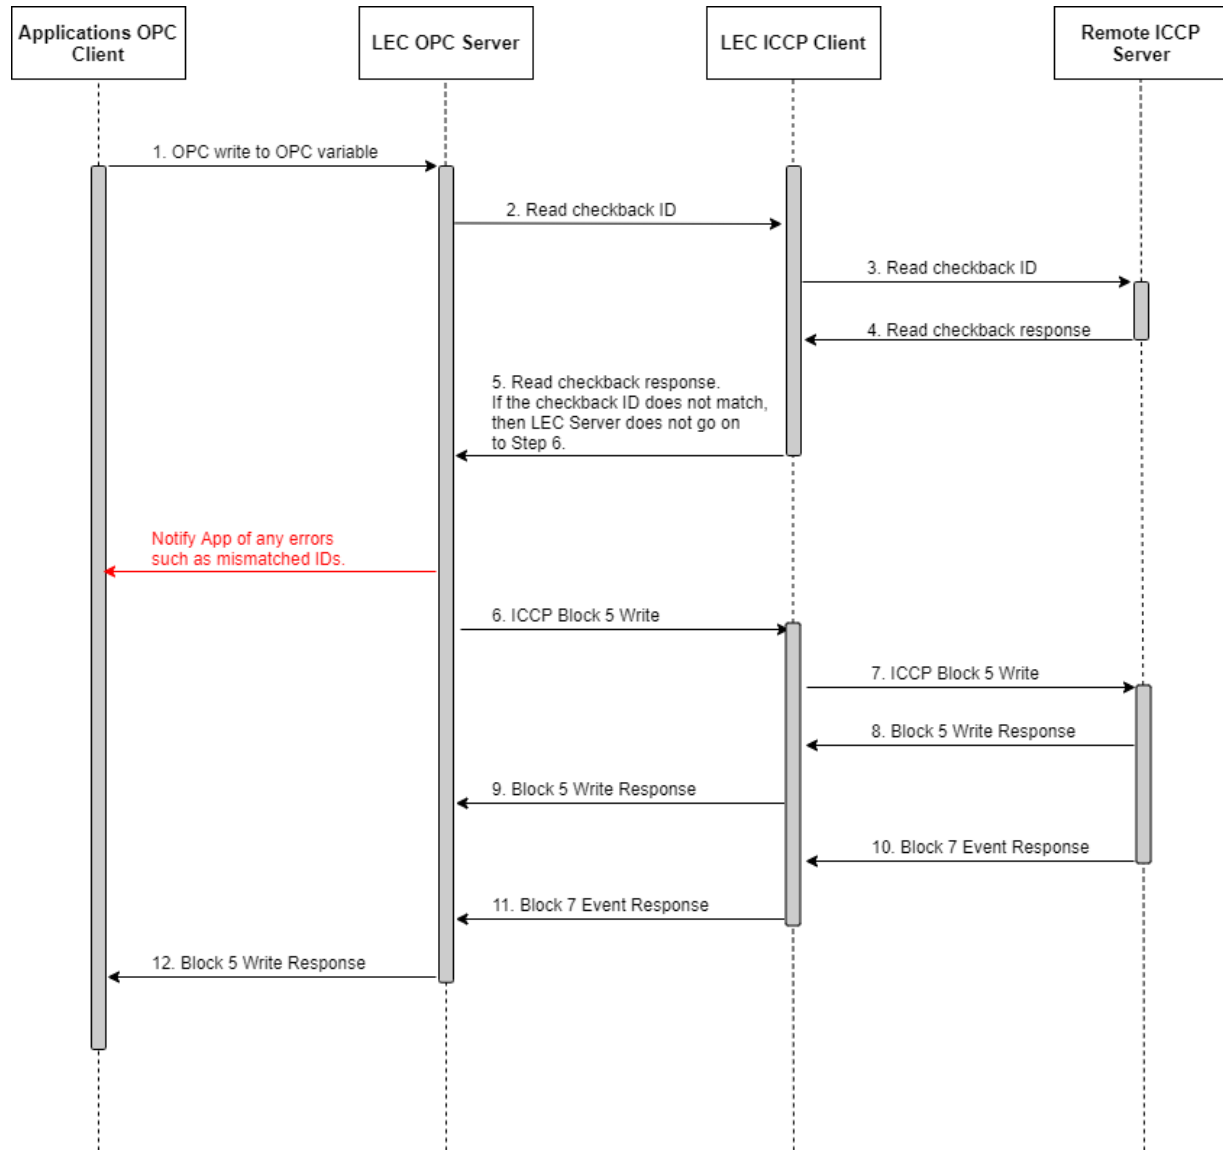 Applications OPC
Client
LEC OPC Server
LEC ICCP Client
Remote ICCP
Server
1. OPC write to OPC variable
2. Read checkback ID
3. Read checkback ID
4. Read checkback response
5. Read checkback response.
If the checkback ID does not match,
then LEC Server does not go on
to Step 6.
Notify App of any errors
such as mismatched IDs.
6. ICCP Block 5 Write
7. ICCP Block 5 Write
8. Block 5 Write Response
9. Block 5 Write Response
10. Block 7 Event Response
11. Block 7 Event Response
12. Block 5 Write Response